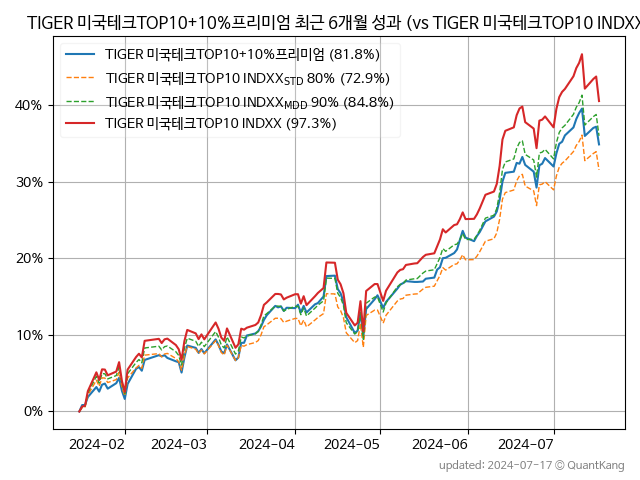 TIGER 미국테크TOP10+10%프리미엄 최근 6개월 성과 (vs TIGER 미국테크TOP10 INDXX
TIGER 미국테크TOP10+10%프리미엄 (81.8%)
TIGER 미국테크TOP10 INDXXSTD 80% (72.9%)
TIGER 미국테크TOP10 INDXXMDD 90% (84.8%)
TIGER 미국테크TOP10 INDXX (97.3%)
40%
30%
20%
10%
0%
2024-02
2024-03
2024-04
2024-05
2024-06
2024-07
updated: 2024-07-17 © QuantKang